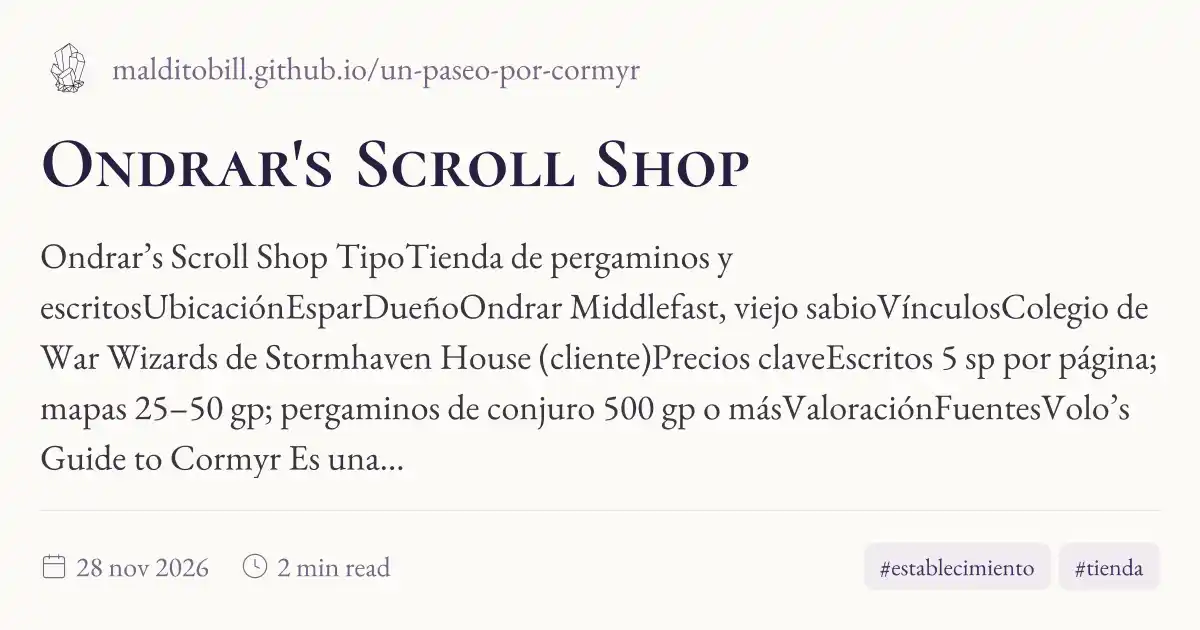 malditobill.github.io/un-paseo-por-cormyr
Ondrar's Scroll Shop
Ondrar’s Scroll Shop TipoTienda de pergaminos y
escritosUbicaciónEsparDueñoOndrar Middlefast, viejo sabioVínculosColegio de
War Wizards de Stormhaven House (cliente)Precios claveEscritos 5 sp por página;
mapas 25–50 gp; pergaminos de conjuro 500 gp o másValoraciónFuentesVolo’s
Guide to Cormyr Es una...
28 nov 2026 2 min read #establecimiento #tienda